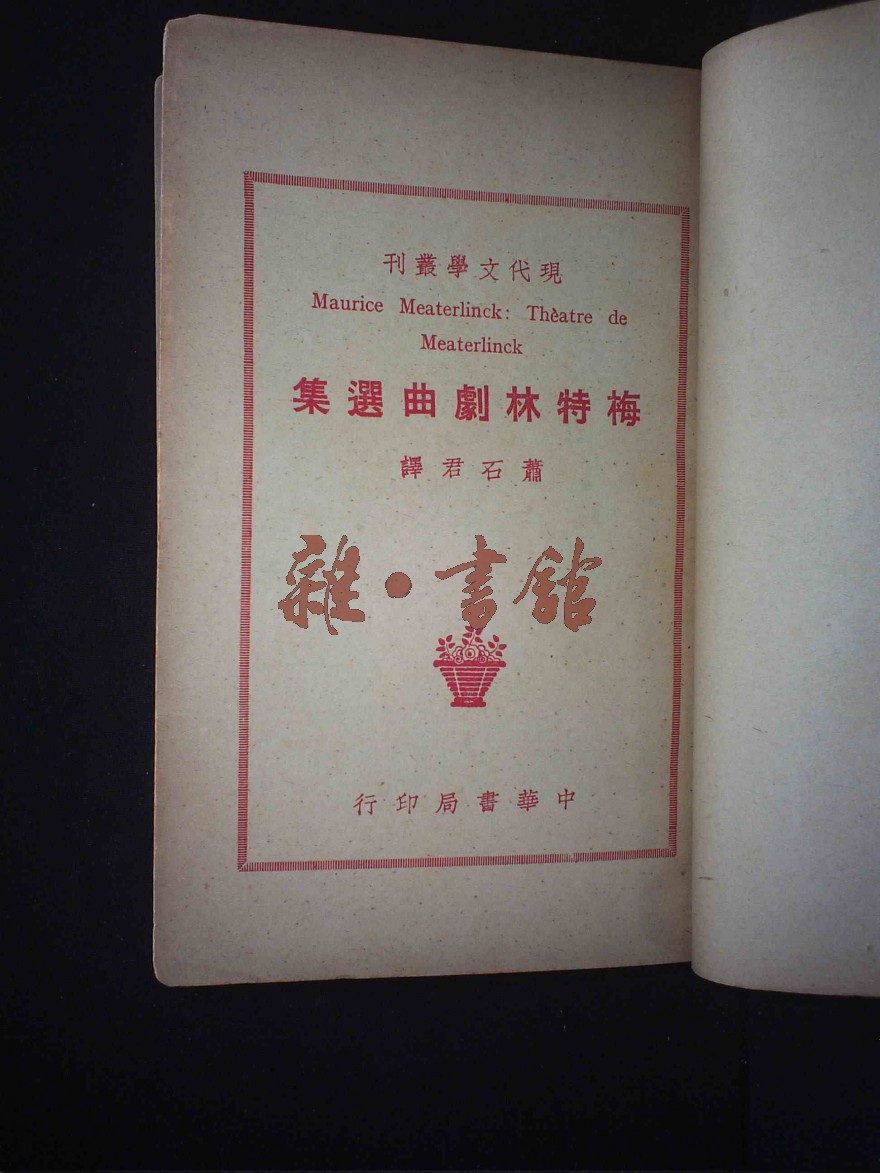 現代文學叢刊
Maurice Meaterlinck: Thèatre de
Meaterlinck
梅特林劇曲選集
蕭石君譯
雜·書館
中華書局印行